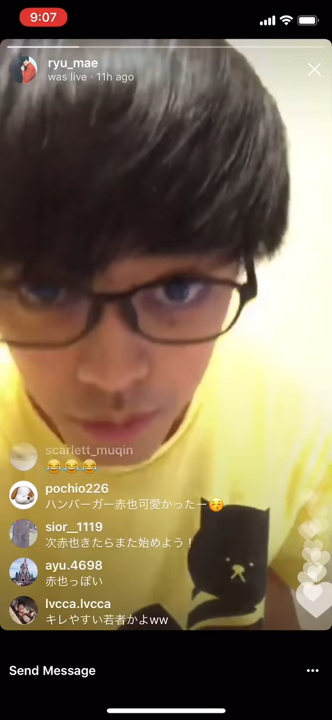 9:07
ryu_mae
was live · 11h ago
scarlett_muqin
😂😂😂
pochio226
ハンバーガー赤也可愛かったー😚
sior__1119
次赤也きたらまた始めよう！
ayu.4698
赤也っぽい
lvcca.lvcca
キレやすい若者かよww
Send Message